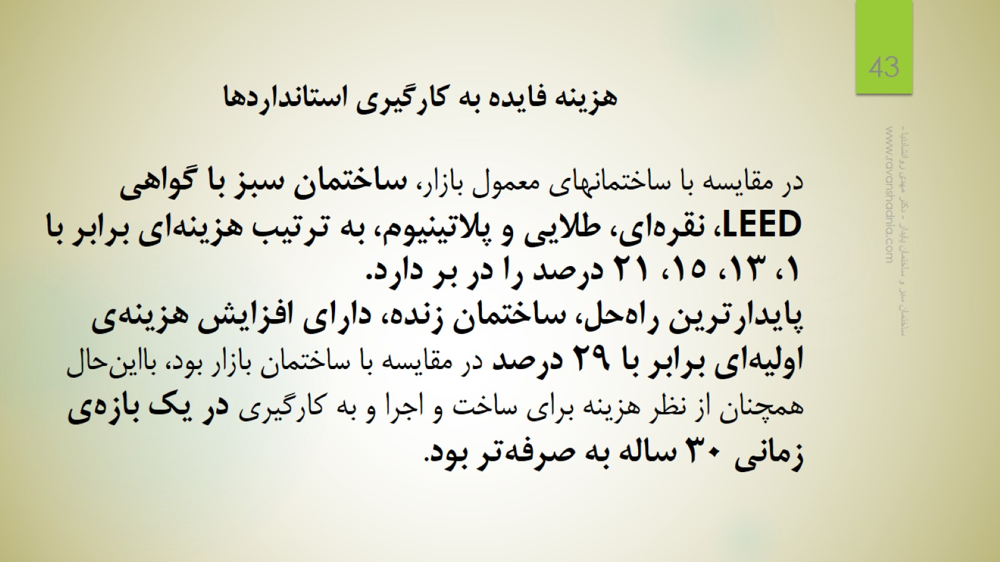 43
هزینه فایده به کارگیری استانداردها
در مقایسه با ساختمانهای معمول بازار، ساختمان سبز با گواهی
LEED، نقره‌ای، طلایی و پلاتینیوم، به ترتیب هزینه‌ای برابر با
۱، ۱۳، ۱۵، ۲۱ درصد را در بر دارد.
پایدارترین راه‌حل، ساختمان زنده، دارای افزایش هزینه‌ی
اولیه‌ای برابر با ۲۹ درصد در مقایسه با ساختمان بازار بود، بااین‌حال
همچنان از نظر هزینه برای ساخت و اجرا و به کارگیری در یک بازه‌ی
زمانی ۳۰ ساله به صرفه‌تر بود.
ساختمان سبز و ساختمان پایدار - دکتر مهدی روانشادنیا -
www.ravanshadnia.com